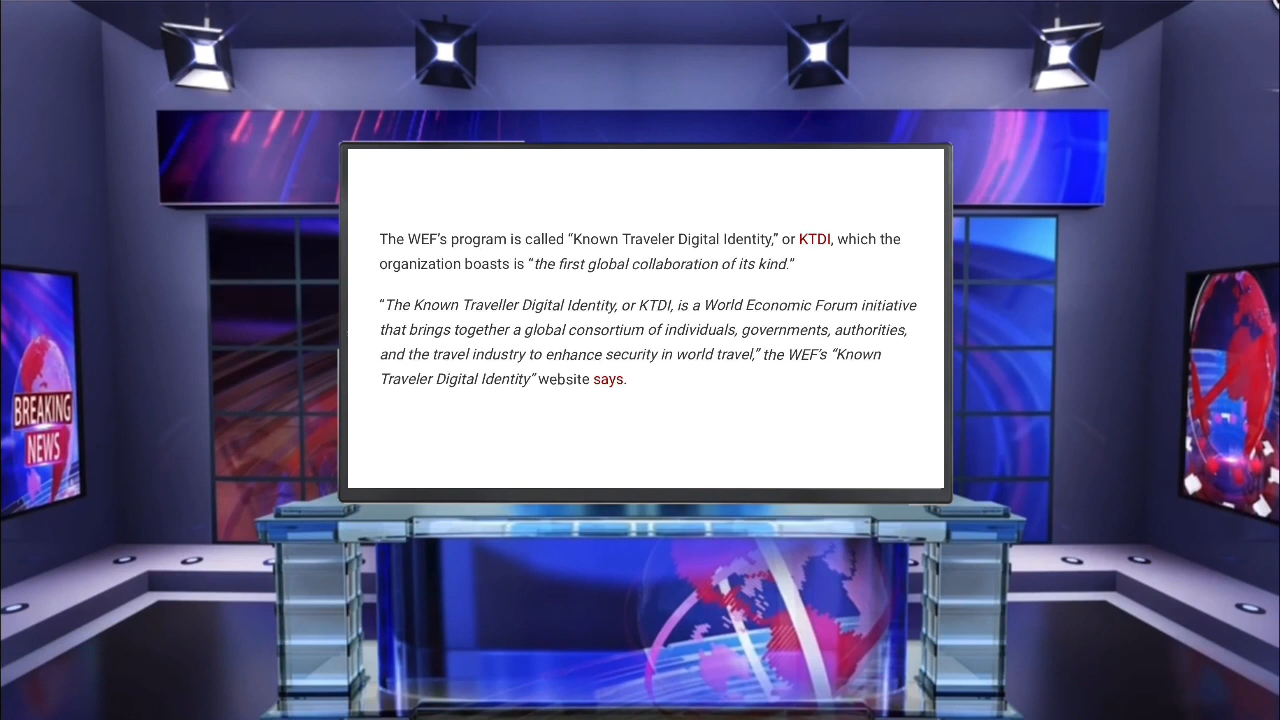 The WEF's program is called “Known Traveler Digital Identity,” or KTDI, which the
organization boasts is “the first global collaboration of its kind.”
“The Known Traveller Digital Identity, or KTDI, is a World Economic Forum initiative
that brings together a global consortium of individuals, governments, authorities,
and the travel industry to enhance security in world travel,” the WEF's “Known
Traveler Digital Identity” website says.
BREAKING
NEWS